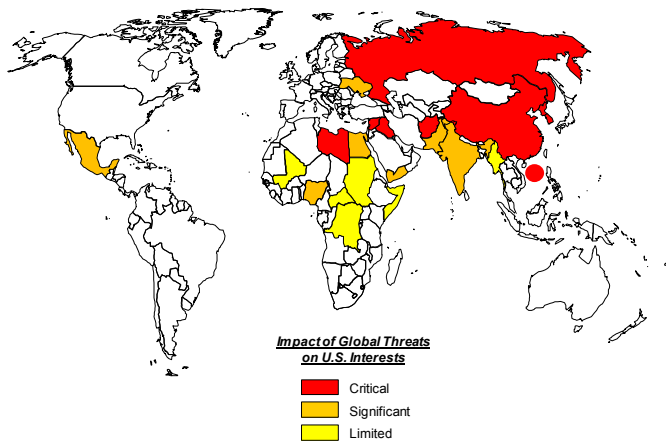 Impact of Global Threats
on U.S. Interests
Critical
Significant
Limited